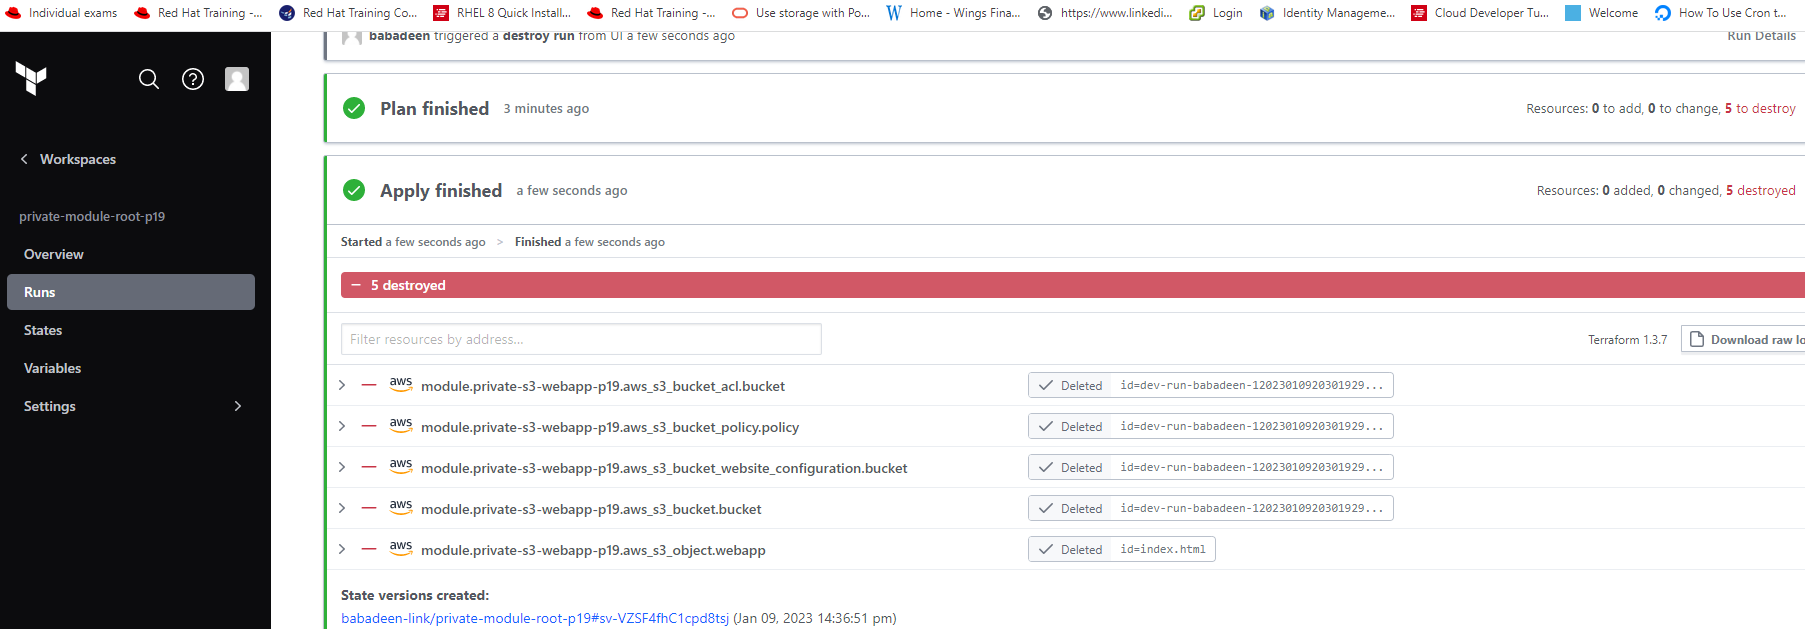 Individual exams
Red Hat Training -...
Red Hat Training Co...
RHEL 8 Quick Install...
Red Hat Training -...
Use storage with Po...
Home - Wings Fina...
https://www.linkedi...
Login
Identity Manageme...
Cloud Developer Tu...
Welcome
How To Use Cron t...
babadeen triggered a destroy run from UI a few seconds ago
Run Details
Plan finished 3 minutes ago
Resources: 0 to add, 0 to change, 5 to destroy
Workspaces
Apply finished a few seconds ago
Resources: 0 added, 0 changed, 5 destroyed
private-module-root-p19
Overview
Runs
States
Variables
Settings
Started a few seconds ago > Finished a few seconds ago
5 destroyed
Filter resources by address...
Terraform 1.3.7
Download raw lo
aws module.private-s3-webapp-p19.aws_s3_bucket_acl.bucket
Deleted id=dev-run-babadeen-12023010920301929...
aws module.private-s3-webapp-p19.aws_s3_bucket_policy.policy
Deleted id=dev-run-babadeen-12023010920301929...
aws module.private-s3-webapp-p19.aws_s3_bucket_website_configuration.bucket
Deleted id=dev-run-babadeen-12023010920301929...
aws module.private-s3-webapp-p19.aws_s3_bucket.bucket
Deleted id=dev-run-babadeen-12023010920301929...
aws module.private-s3-webapp-p19.aws_s3_object.webapp
Deleted id=index.html
State versions created:
babadeen-link/private-module-root-p19#sv-VZSF4fhC1cpd8tsj (Jan 09, 2023 14:36:51 pm)